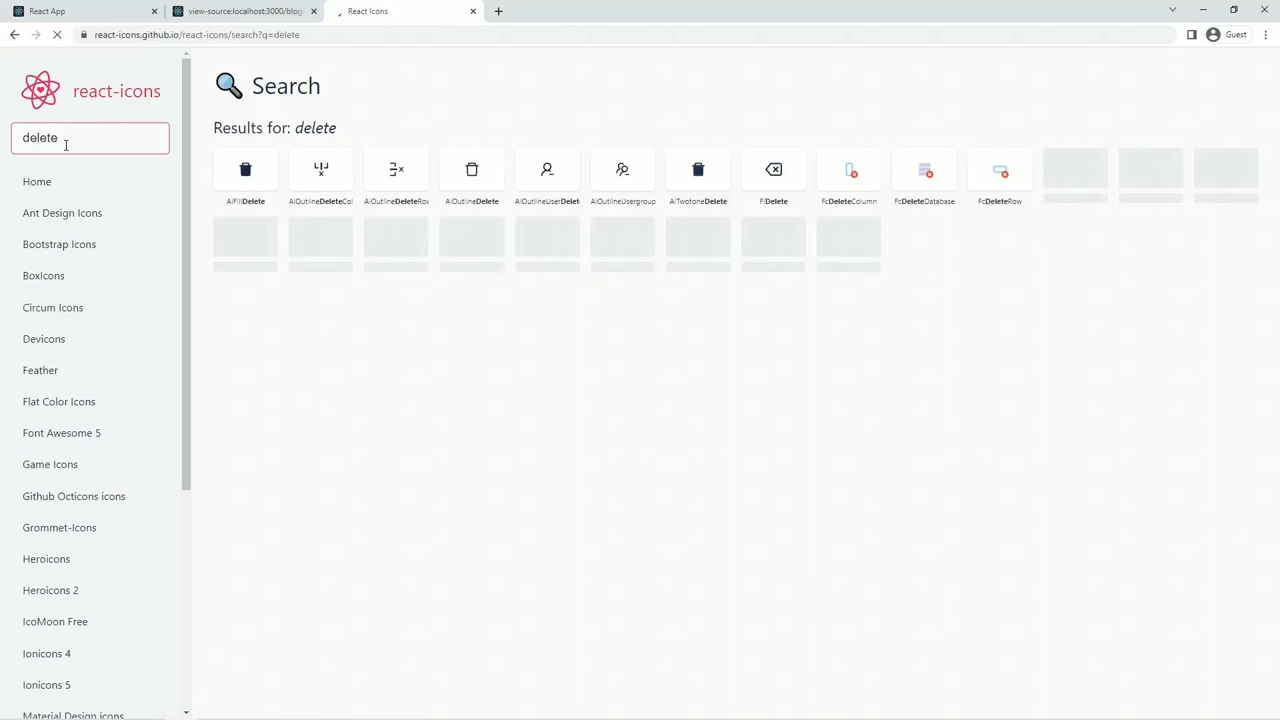 React App
view-source:localhost:3000/blog
React Icons
react-icons.github.io/react-icons/search?q=delete
Guest
react-icons
delete
Home
Ant Design Icons
Bootstrap Icons
BoxIcons
Circum Icons
Devicons
Feather
Flat Color Icons
Font Awesome 5
Game Icons
Github Octicons icons
Grommet-Icons
Heroicons
Heroicons 2
IcoMoon Free
Ionicons 4
Ionicons 5
Material Design icons
Search
Results for: delete
AiFillDelete
AiOutlineDeleteCol
AiOutlineDeleteRow
AiOutlineDelete
AiOutlineUserDelet
AiOutlineUsergroup
AiTwotoneDelete
FiDelete
FcDeleteColumn
FcDeleteDatabase
FcDeleteRow